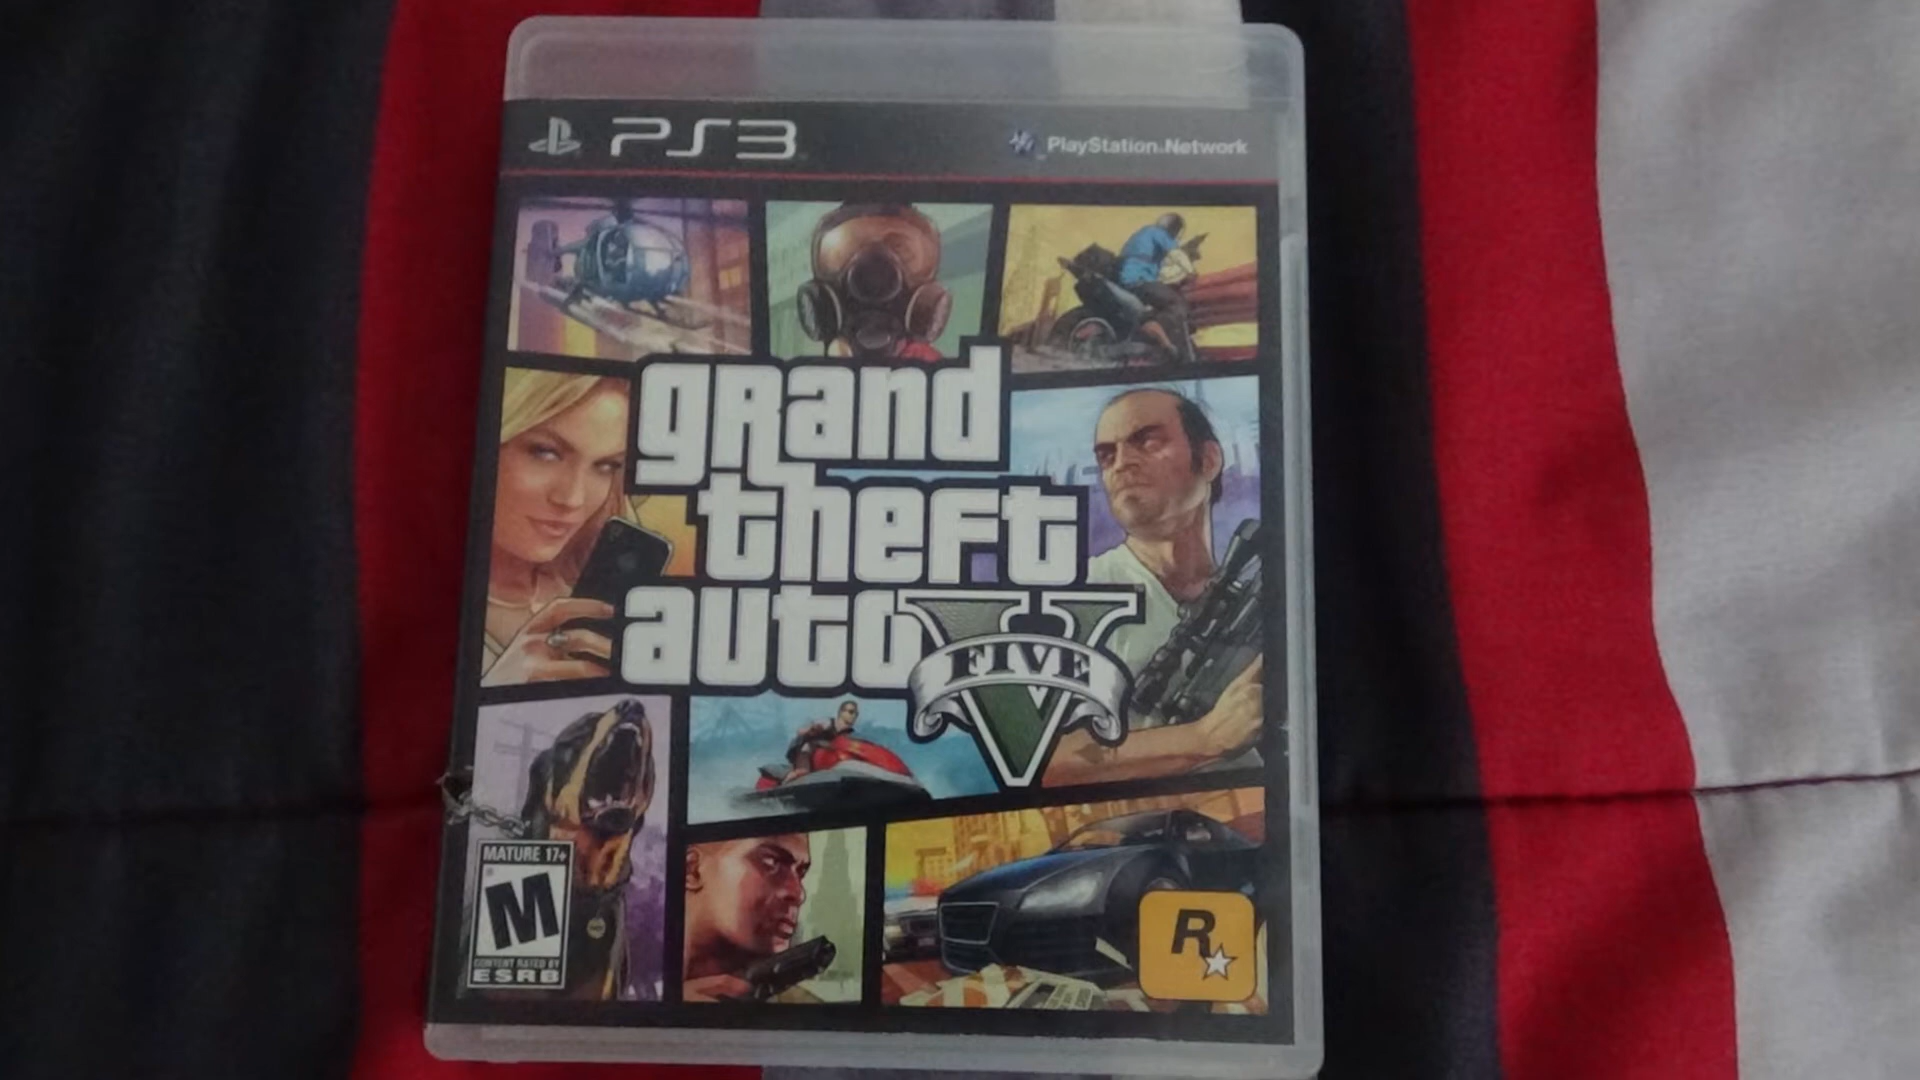 PS3
PlayStation.Network
grand
theft
auto V
FIVE
MATURE 17+
M
CONTENT RATED BY
ESRB
R